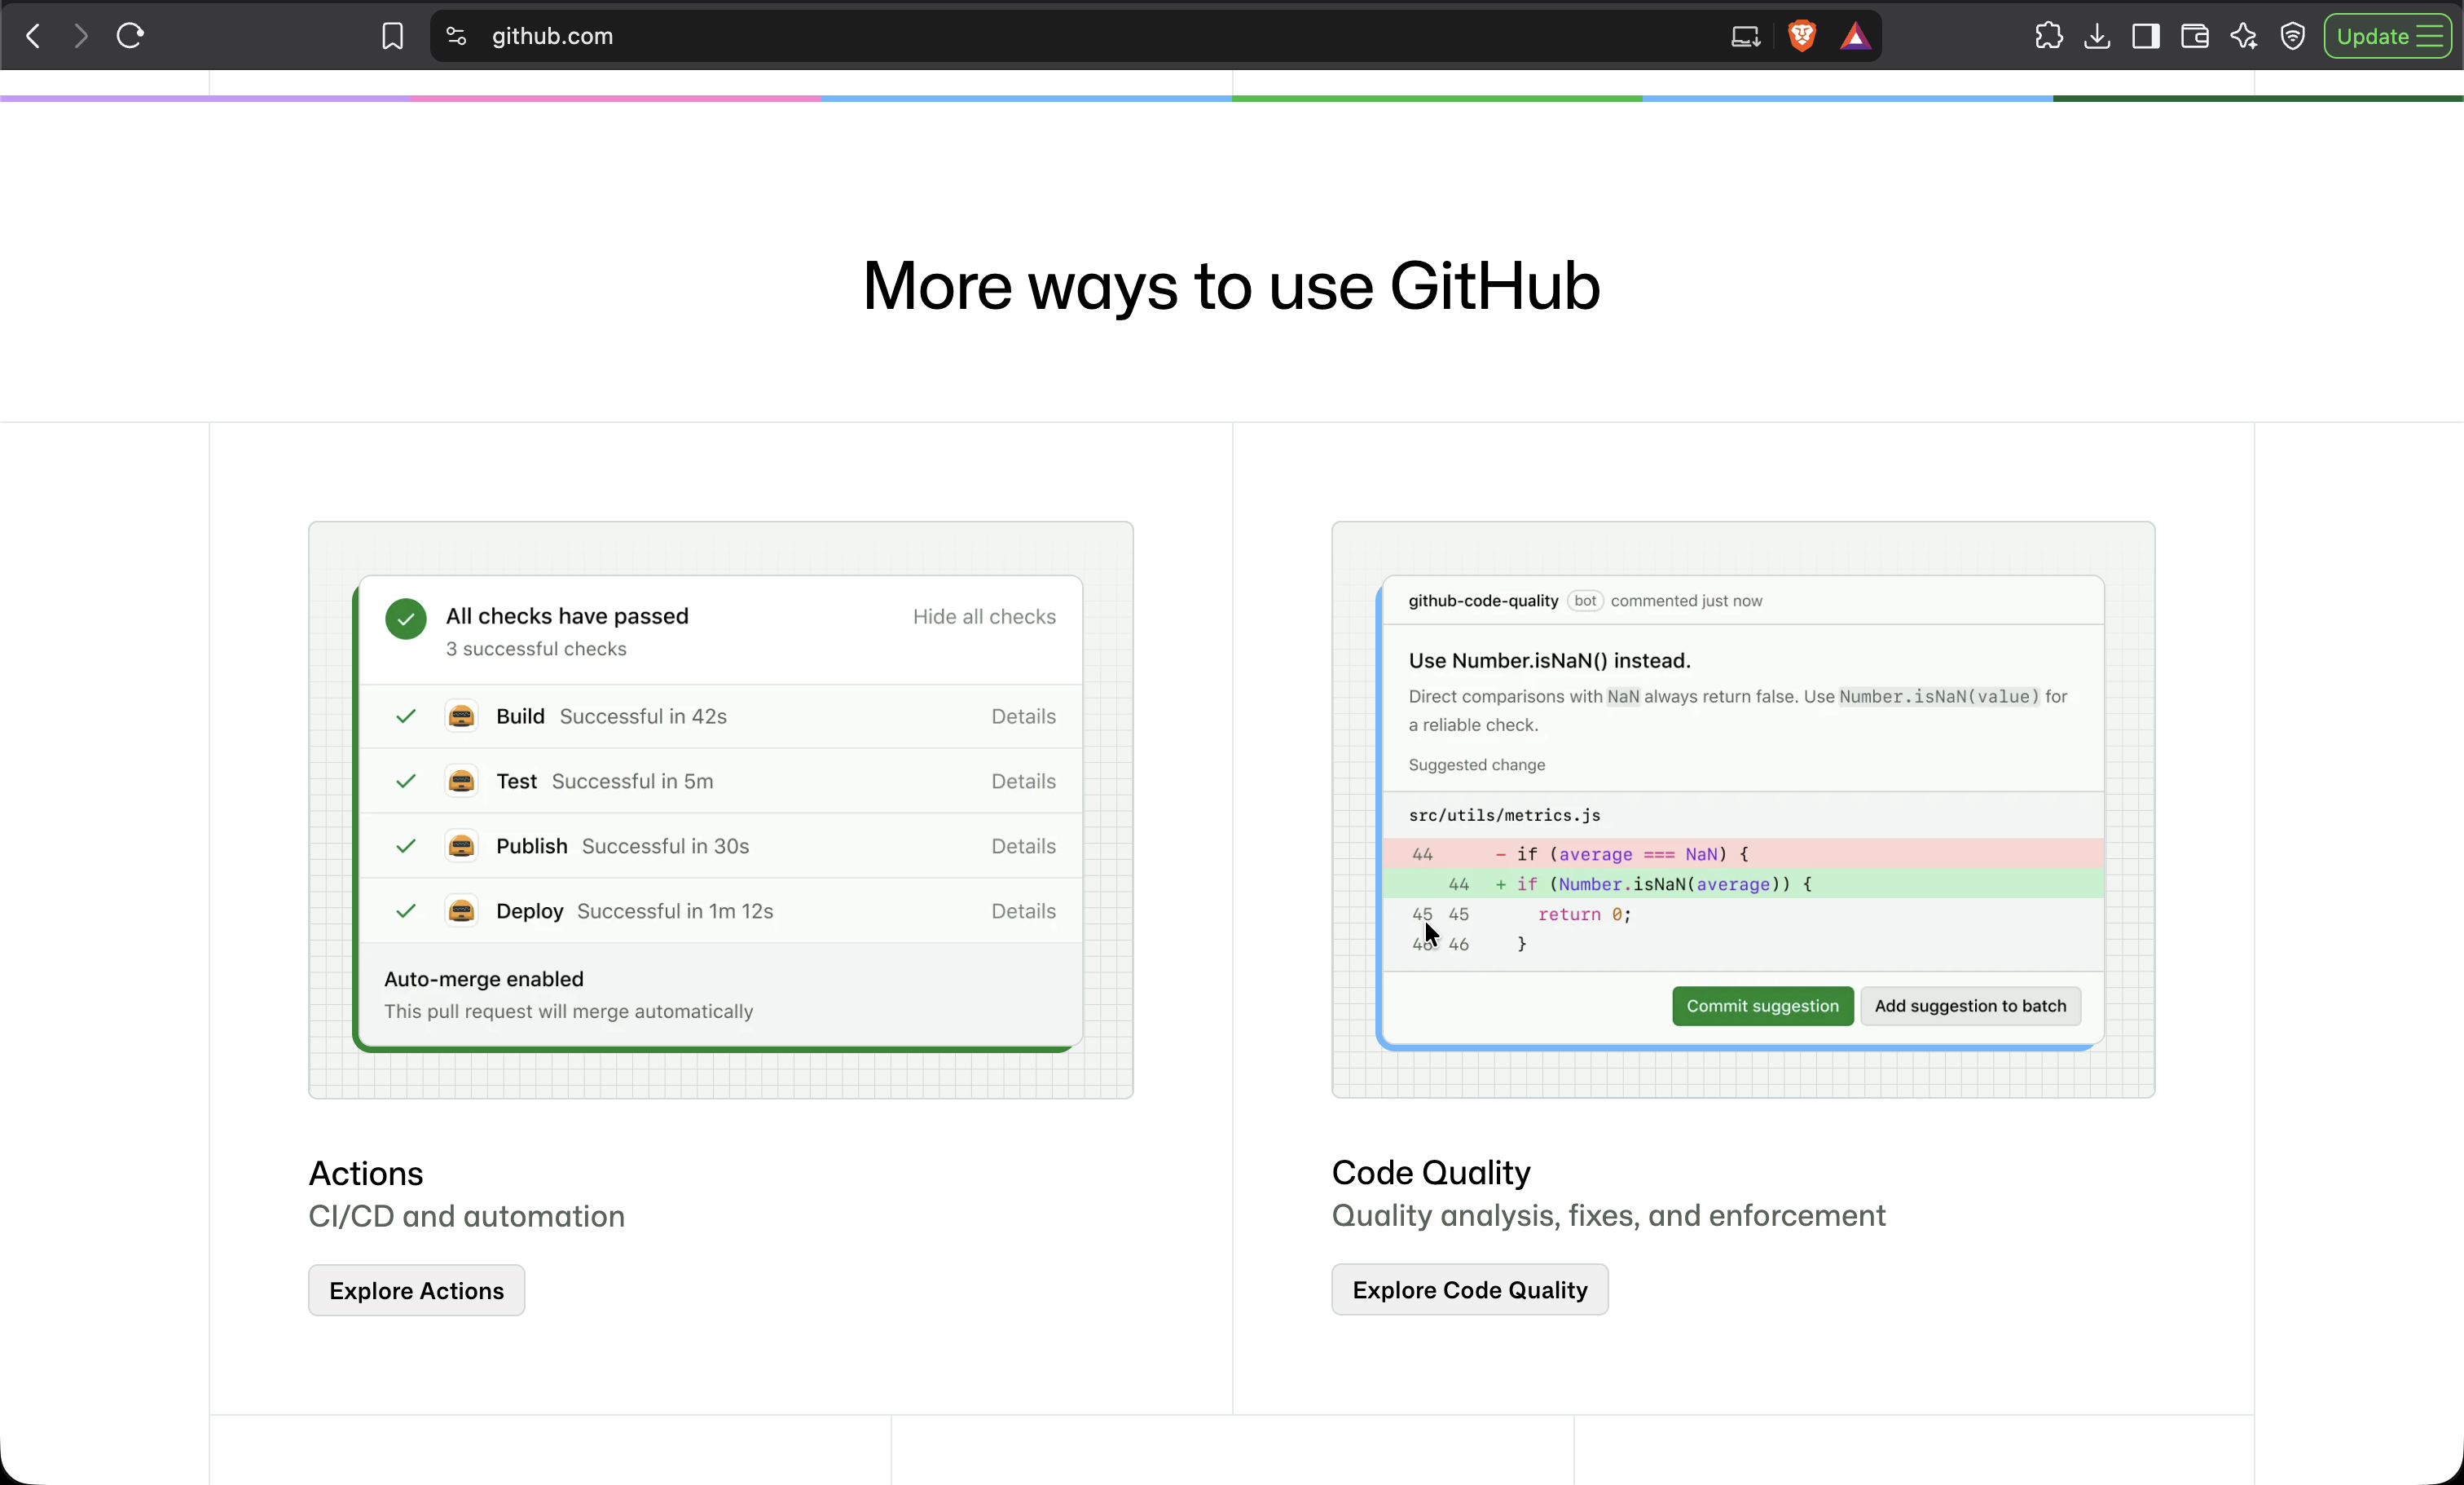 github.com
Update
More ways to use GitHub
All checks have passed
Hide all checks
3 successful checks
Build Successful in 42s Details
Test Successful in 5m Details
Publish Successful in 30s Details
Deploy Successful in 1m 12s Details
Auto-merge enabled
This pull request will merge automatically
Actions
CI/CD and automation
Explore Actions
github-code-quality bot commented just now
Use Number.isNaN() instead.
Direct comparisons with NaN always return false. Use Number.isNaN(value) for
a reliable check.
Suggested change
src/utils/metrics.js
44 - if (average === NaN) {
44 + if (Number.isNaN(average)) {
45 45 return 0;
46 46 }
Commit suggestion Add suggestion to batch
Code Quality
Quality analysis, fixes, and enforcement
Explore Code Quality